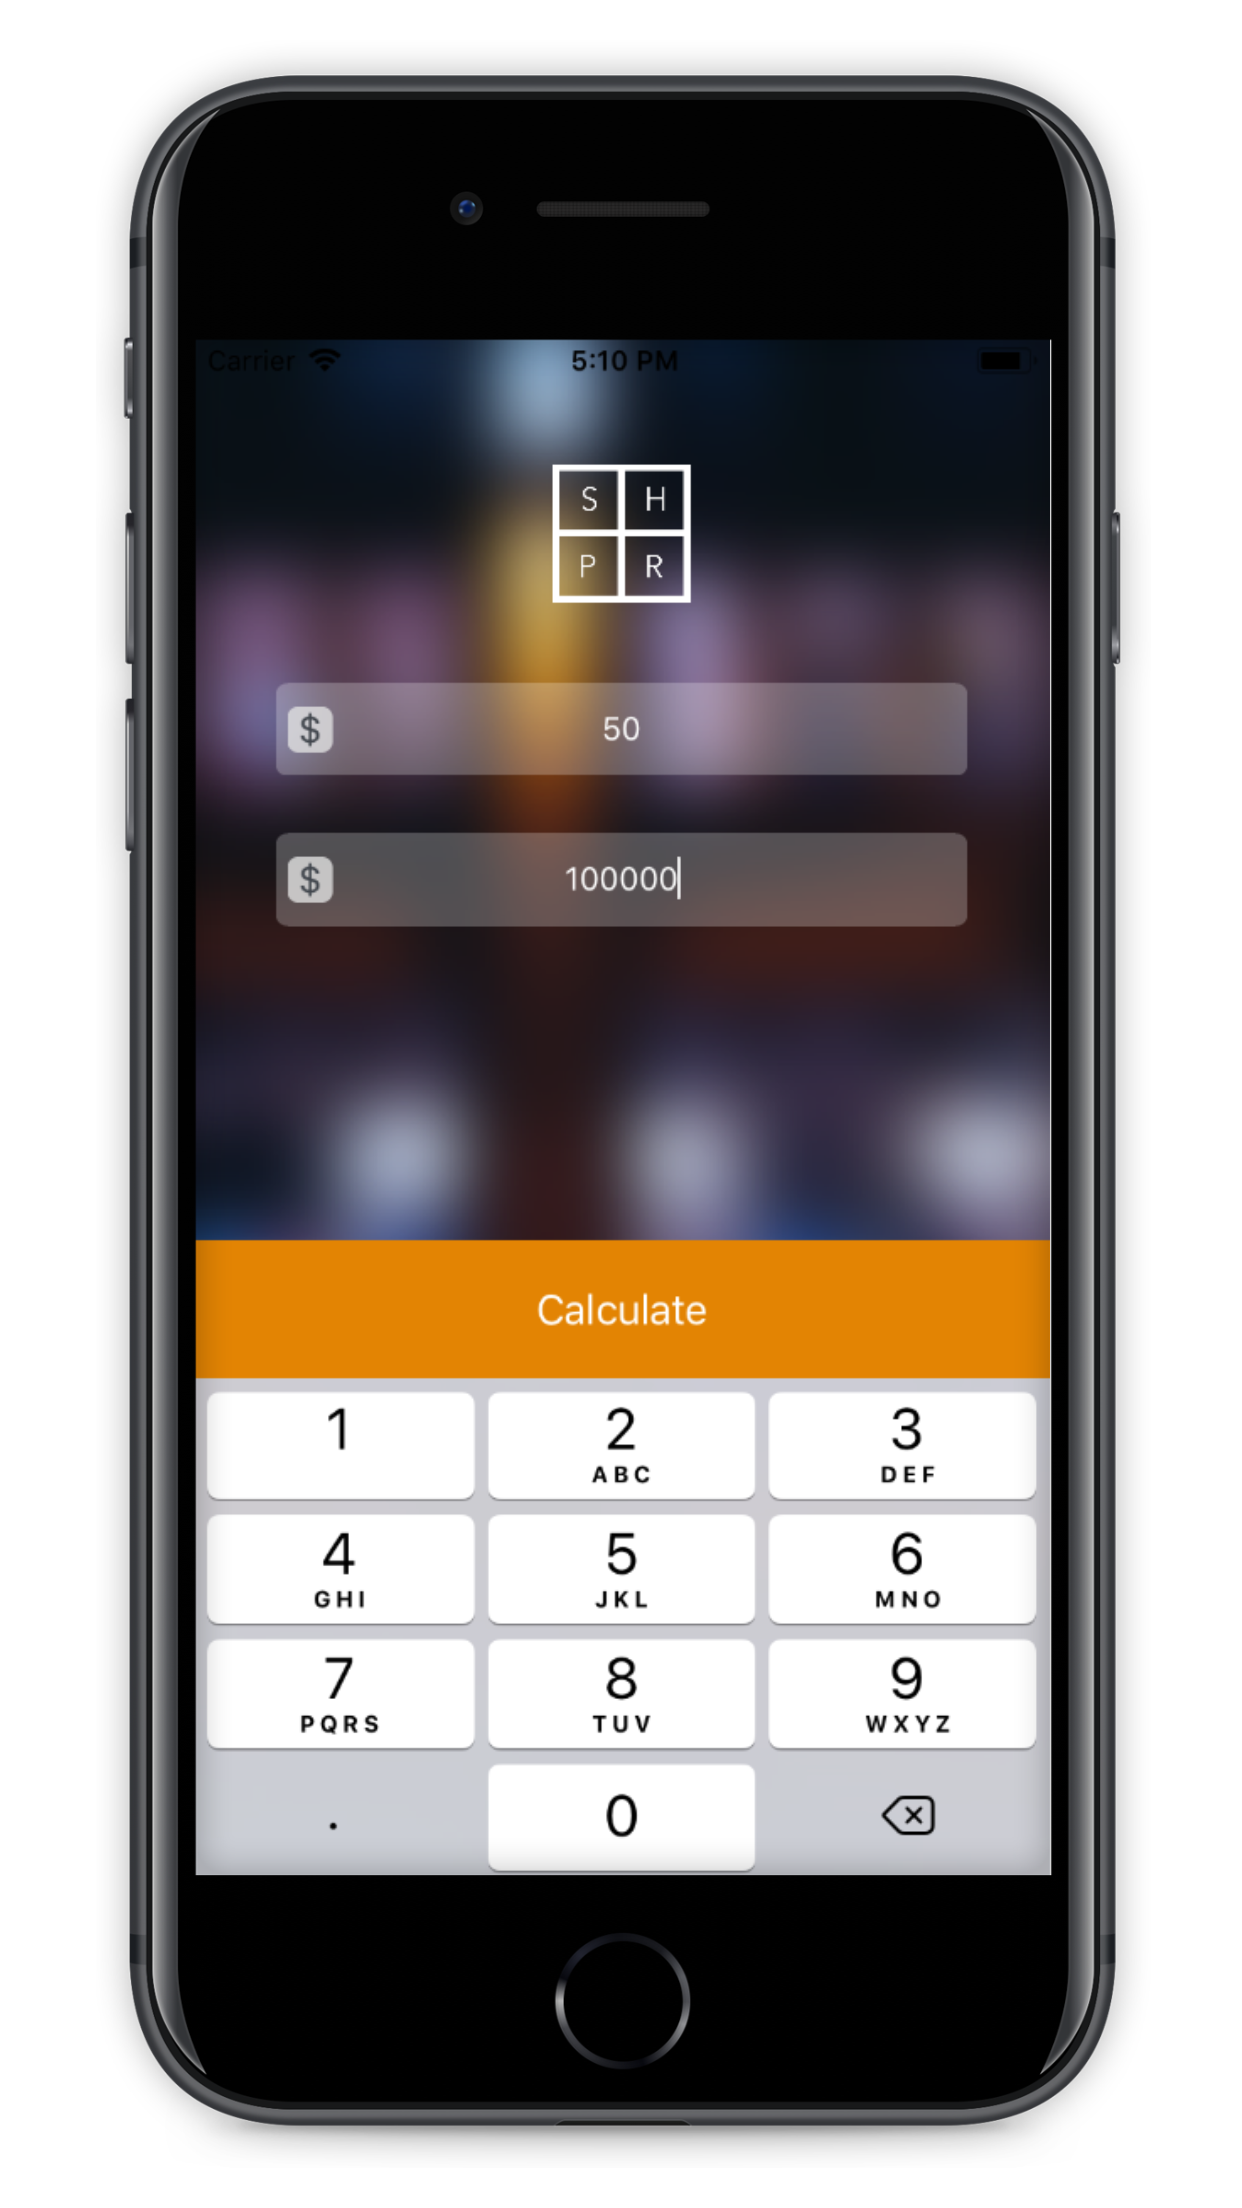 Carrier 5:10 PM
S H
P R
$ 50
$ 100000
Calculate
1 2 3
ABC DEF
4 5 6
GHI JKL MNO
7 8 9
PQRS TUV WXYZ
. 0